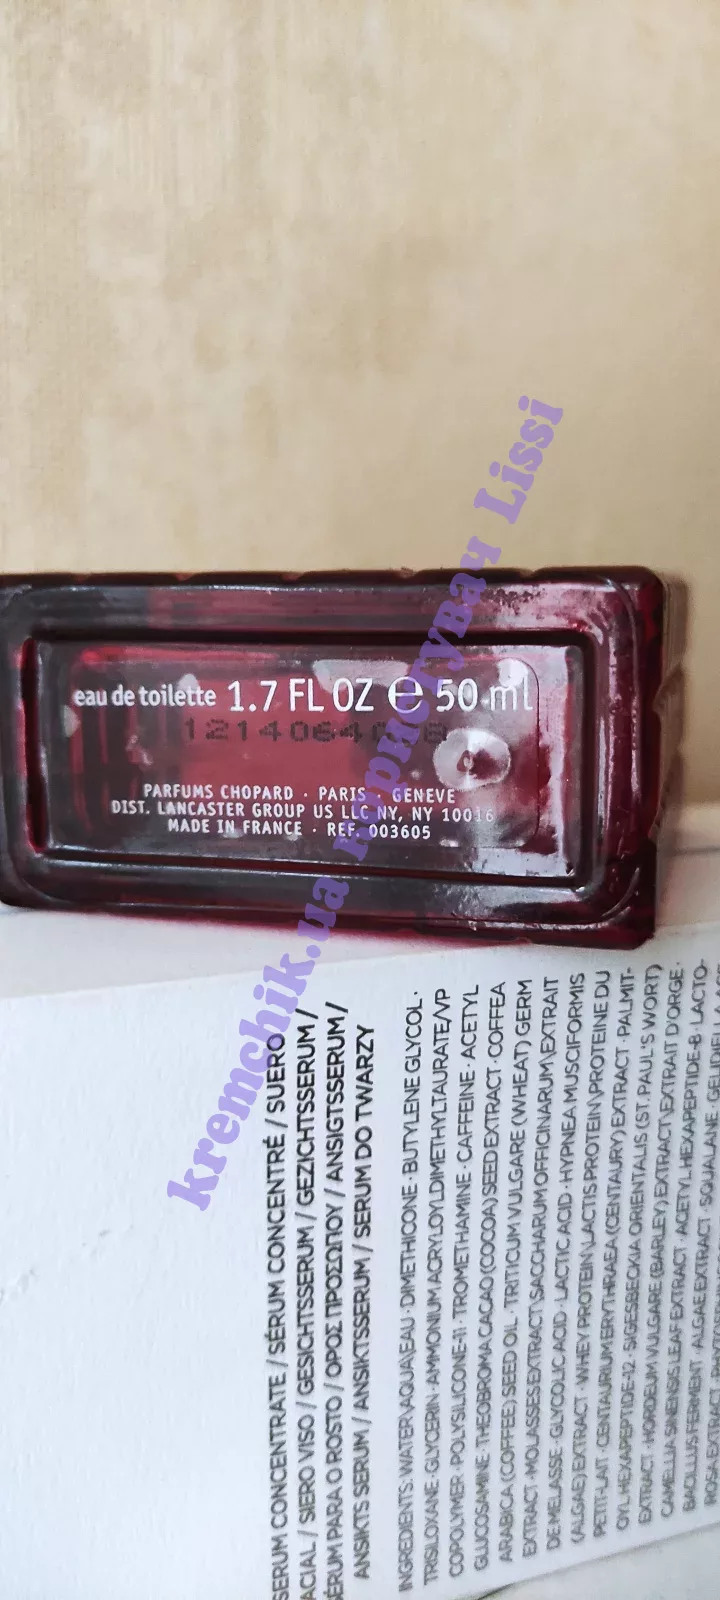 eau de toilette 1.7 FL OZ ℮ 50 ml
PARFUMS CHOPARD · PARIS GENEVE
DIST. LANCASTER GROUP US LLC NY, NY 10016
MADE IN FRANCE · REF. 003605
kremchik.ua Користувач Lissi
SERUM CONCENTRATE / SÉRUM CONCENTRÉ / SUERO
ACIAL / SIERO VISO / GESICHTSSERUM / GEZICHTSSERUM /
SÉRUM PARA O ROSTO / ΟΡΟΣ ΠΡΟΣΩΠΟΥ / ANSIGTSSERUM /
ANSIKTS SERUM / ANSIKTSSERUM / SERUM DO TWARZY
INGREDIENTS: WATER\AQUA\EAU · DIMETHICONE · BUTYLENE GLYCOL ·
TRISILOXANE · GLYCERIN · AMMONIUM ACRYLOYLDIMETHYLTAURATE/VP
COPOLYMER · POLYSILICONE-11 · TROMETHAMINE · CAFFEINE · ACETYL
GLUCOSAMINE · THEOBROMA CACAO (COCOA) SEED EXTRACT · COFFEA
ARABICA (COFFEE) SEED OIL · TRITICUM VULGARE (WHEAT) GERM
EXTRACT · MOLASSES EXTRACT\SACCHARUM OFFICINARUM\EXTRAIT
DE MELASSE · GLYCOLIC ACID · LACTIC ACID · HYPNEA MUSCIFORMIS
(ALGAE) EXTRACT · WHEY PROTEIN\LACTIS PROTEIN\PROTEINE DU
PETIT-LAIT · CENTAURIUM ERYTHRAEA (CENTAURY) EXTRACT · PALMIT-
OYL HEXAPEPTIDE-12 · SIGESBECKIA ORIENTALIS (ST. PAUL'S WORT)
EXTRACT · HORDEUM VULGARE (BARLEY) EXTRACT\EXTRAIT D'ORGE ·
CAMELLIA SINENSIS LEAF EXTRACT · ACETYL HEXAPEPTIDE-8 · LACTO-
BACILLUS FERMENT · ALGAE EXTRACT · SQUALANE ·
ROSA EXTRACT